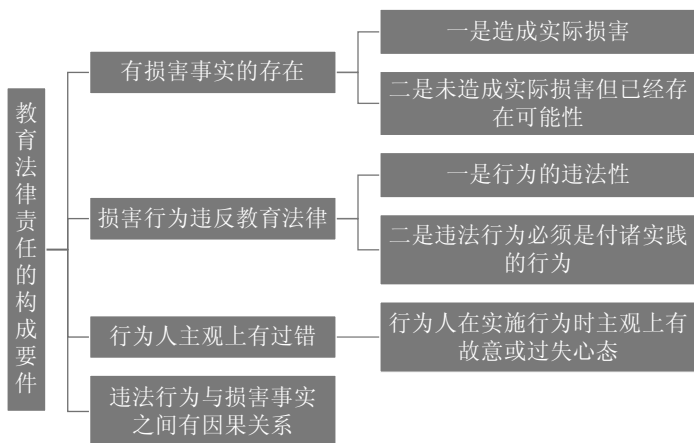 教育法律责任的构成要件
有损害事实的存在
一是造成实际损害
二是未造成实际损害但已经存
在可能性
损害行为违反教育法律
一是行为的违法性
二是违法行为必须是付诸实践
的行为
行为人主观上有过错
行为人在实施行为时主观上有
故意或过失心态
违法行为与损害事实
之间有因果关系